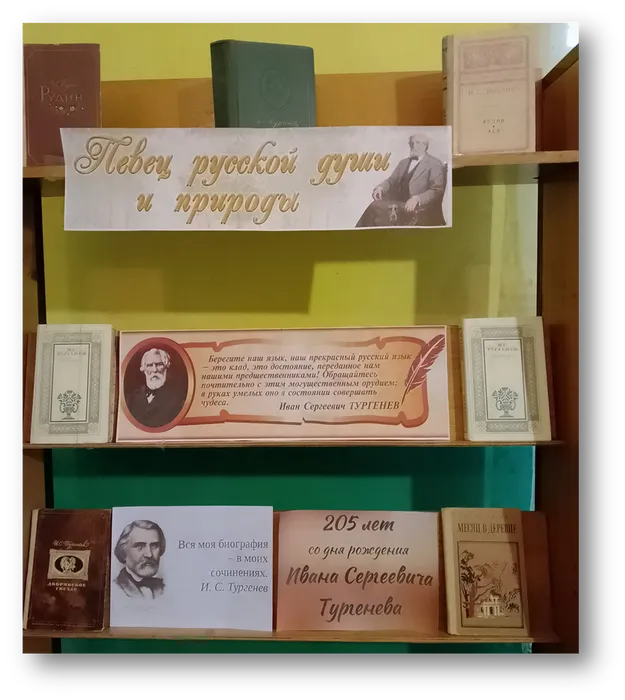 Рудин
Певец русской души
и природы
И. С.
ТУРГЕНЕВ
Берегите наш язык, наш прекрасный русский язык
– это клад, это достояние, переданное нам
нашими предшественниками! Обращайтесь
почтительно с этим могущественным орудием;
в руках умелых оно в состоянии совершать
чудеса.
Иван Сергеевич ТУРГЕНЕВ
И. С.
ТУРГЕНЕВ
И.С. Тургенев
ДВОРЯНСКОЕ
ГНЕЗДО
Вся моя биография
– в моих
сочинениях.
И. С. Тургенев
205 лет
со дня рождения
Ивана Сергеевича
Тургенева
МЕСЯЦ В ДЕРЕВНЕ